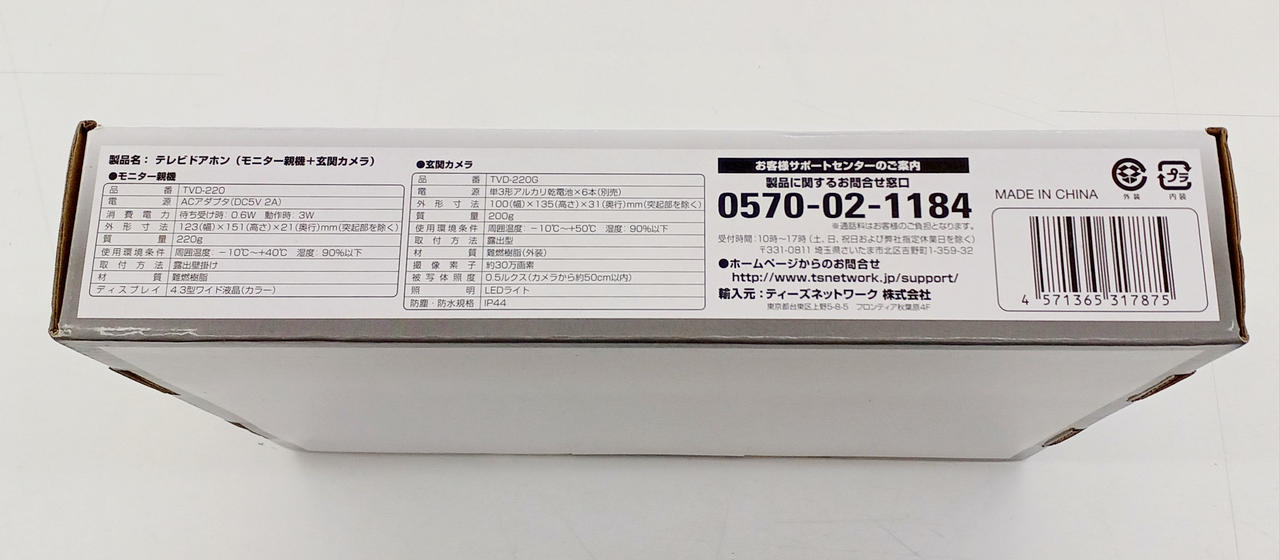 製品名： テレビドアホン（モニター親機＋玄関カメラ）
●モニター親機
品番 TVD-220
電源 ACアダプタ(DC5V 2A)
消費電力 待ち受け時：0.6W 動作時：3W
外形寸法 123(幅)×151(高さ)×21(奥行)mm(突起部を除く)
質量 220g
使用環境条件 周囲温度：－10℃～+40℃ 湿度：90%以下
取付方法 露出壁掛け
材質 難燃樹脂
ディスプレイ 4.3型ワイド液晶(カラー)
●玄関カメラ
品番 TVD-220G
電源 単3形アルカリ乾電池×6本(別売)
外形寸法 100(幅)×135(高さ)×31(奥行)mm(突起部を除く)
質量 200g
使用環境条件 周囲温度：－10℃～+50℃ 湿度：90%以下
取付方法 露出型
材質 難燃樹脂(外装)
撮像素子 約30万画素
被写体照度 0.5ルクス(カメラから約50cm以内)
照明 LEDライト
防塵・防水規格 IP44
お客様サポートセンターのご案内
製品に関するお問合せ窓口
0570-02-1184
※通話料はお客様のご負担となります。
受付時間：10時～17時（土、日、祝日および弊社指定休業日を除く）
〒331-0811 埼玉県さいたま市北区吉野町1-359-32
●ホームページからのお問合せ
http://www.tsnetwork.jp/support/
輸入元：ティーズネットワーク 株式会社
東京都台東区上野5-8-5 フロンティア秋葉原4F
MADE IN CHINA
外装
プラ
内装
4 571365 317875